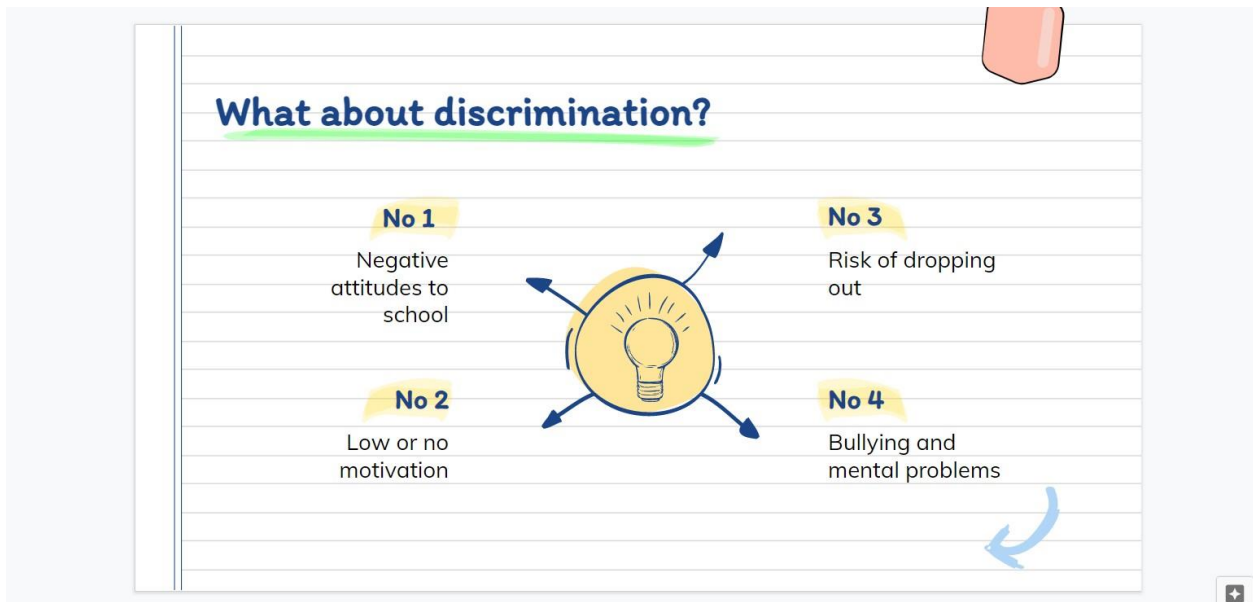 What about discrimination?
No 1
Negative
attitudes to
school
No 2
Low or no
motivation
No 3
Risk of dropping
out
No 4
Bullying and
mental problems